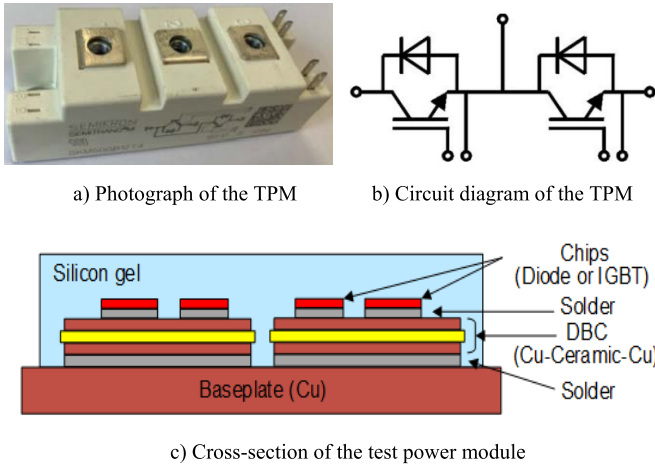 SEMIKRON
a) Photograph of the TPM
b) Circuit diagram of the TPM
Silicon gel
Chips
(Diode or IGBT)
Solder
DBC
(Cu-Ceramic-Cu)
Solder
Baseplate (Cu)
c) Cross-section of the test power module